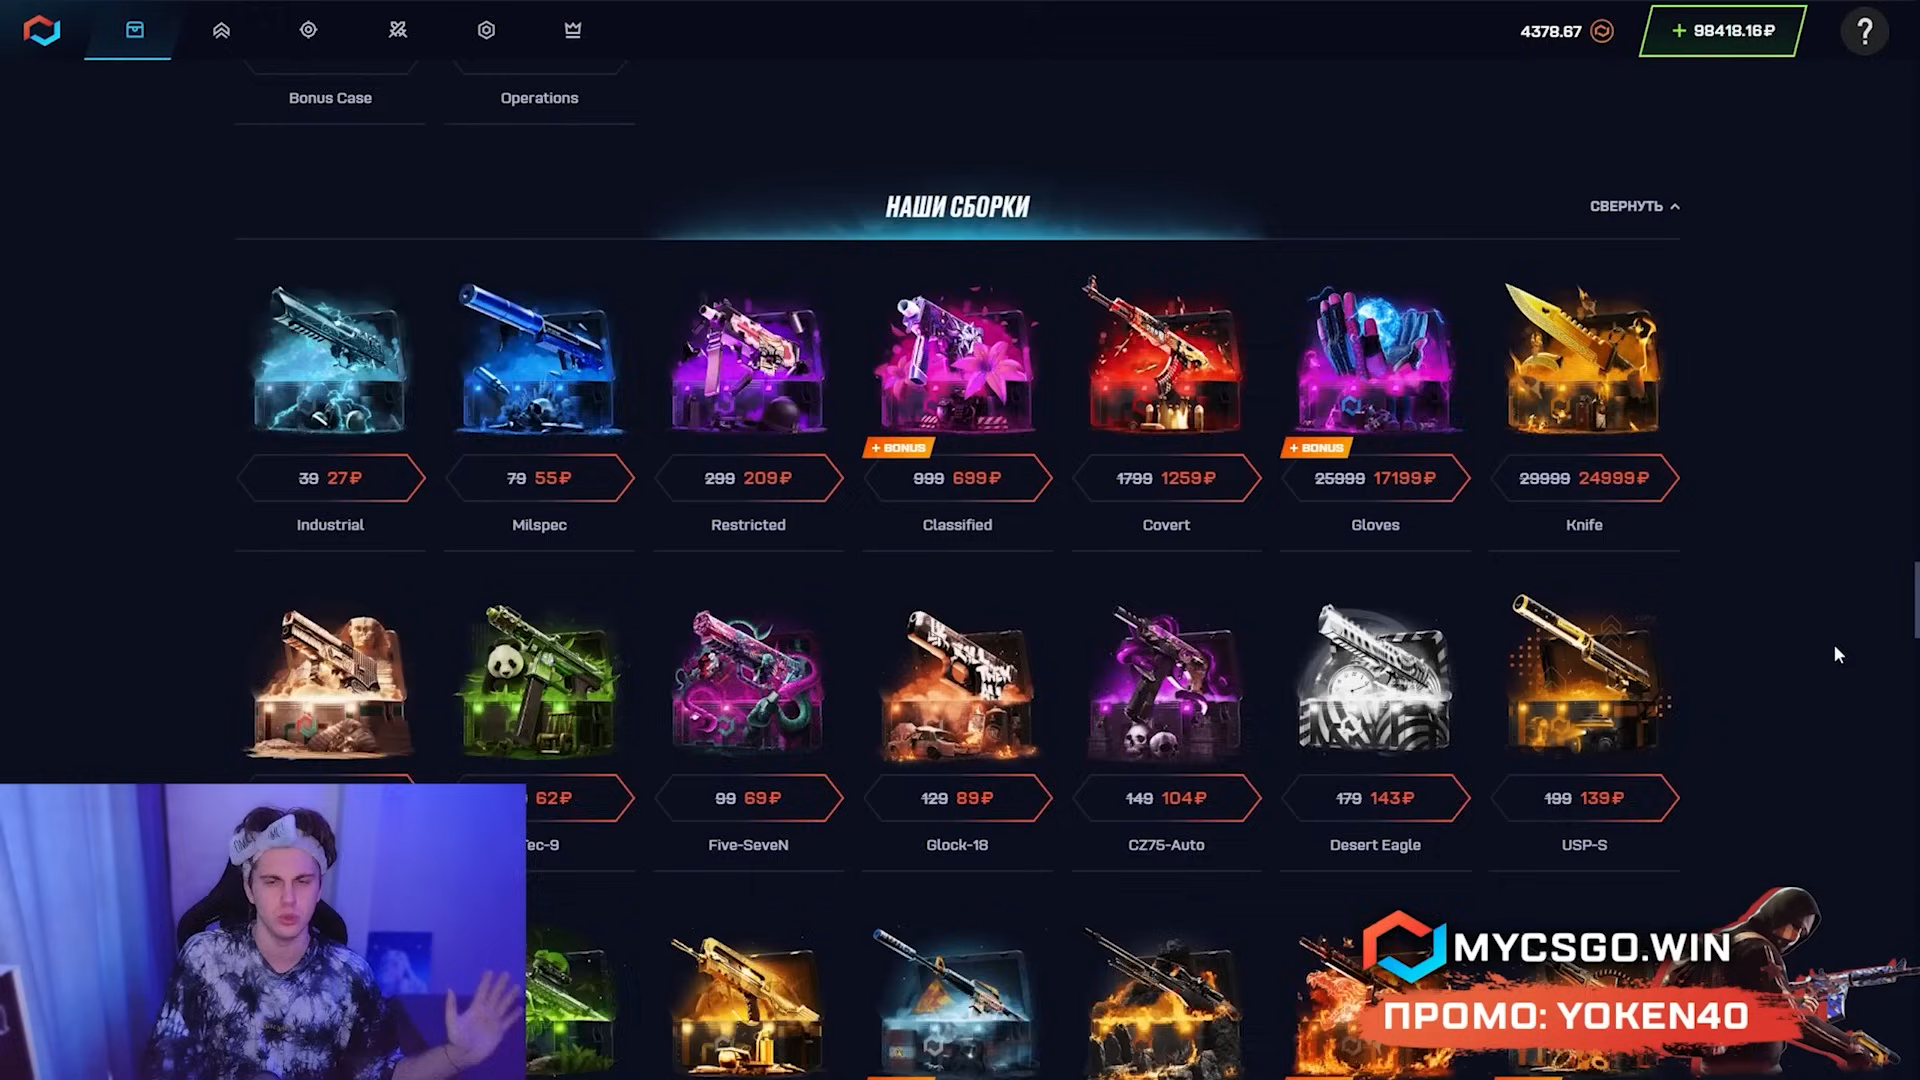 4378.67
+ 98418.16₽
?
Bonus Case
Operations
НАШИ СБОРКИ
СВЕРНУТЬ
+ BONUS
+ BONUS
39 27₽
79 55₽
299 209₽
999 699₽
1799 1259₽
25999 17199₽
29999 24999₽
Industrial
Milspec
Restricted
Classified
Covert
Gloves
Knife
62₽
99 69₽
129 89₽
149 104₽
179 143₽
199 139₽
Tec-9
Five-SeveN
Glock-18
CZ75-Auto
Desert Eagle
USP-S
MYCSGO.WIN
ПРОМО: YOKEN40